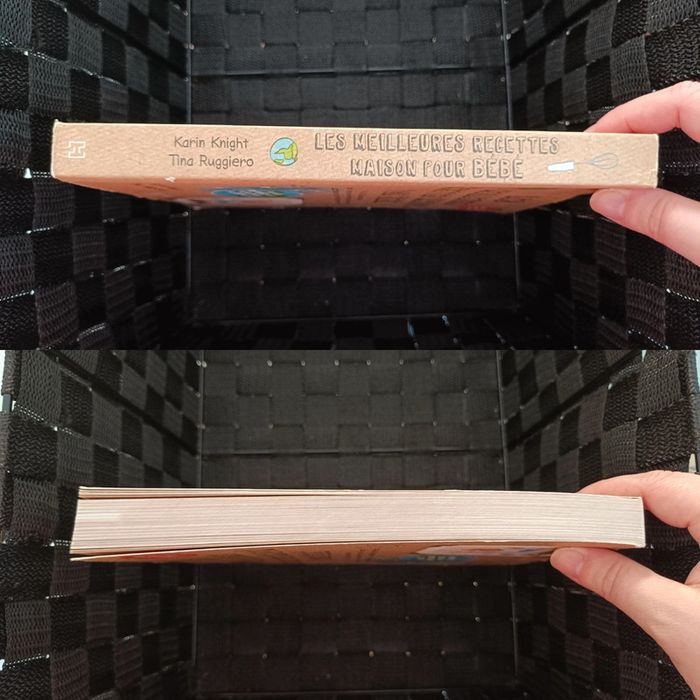 Karin Knight
Tina Ruggiero
LES MEILLEURES RECETTES
MAISON POUR BÉBÉ